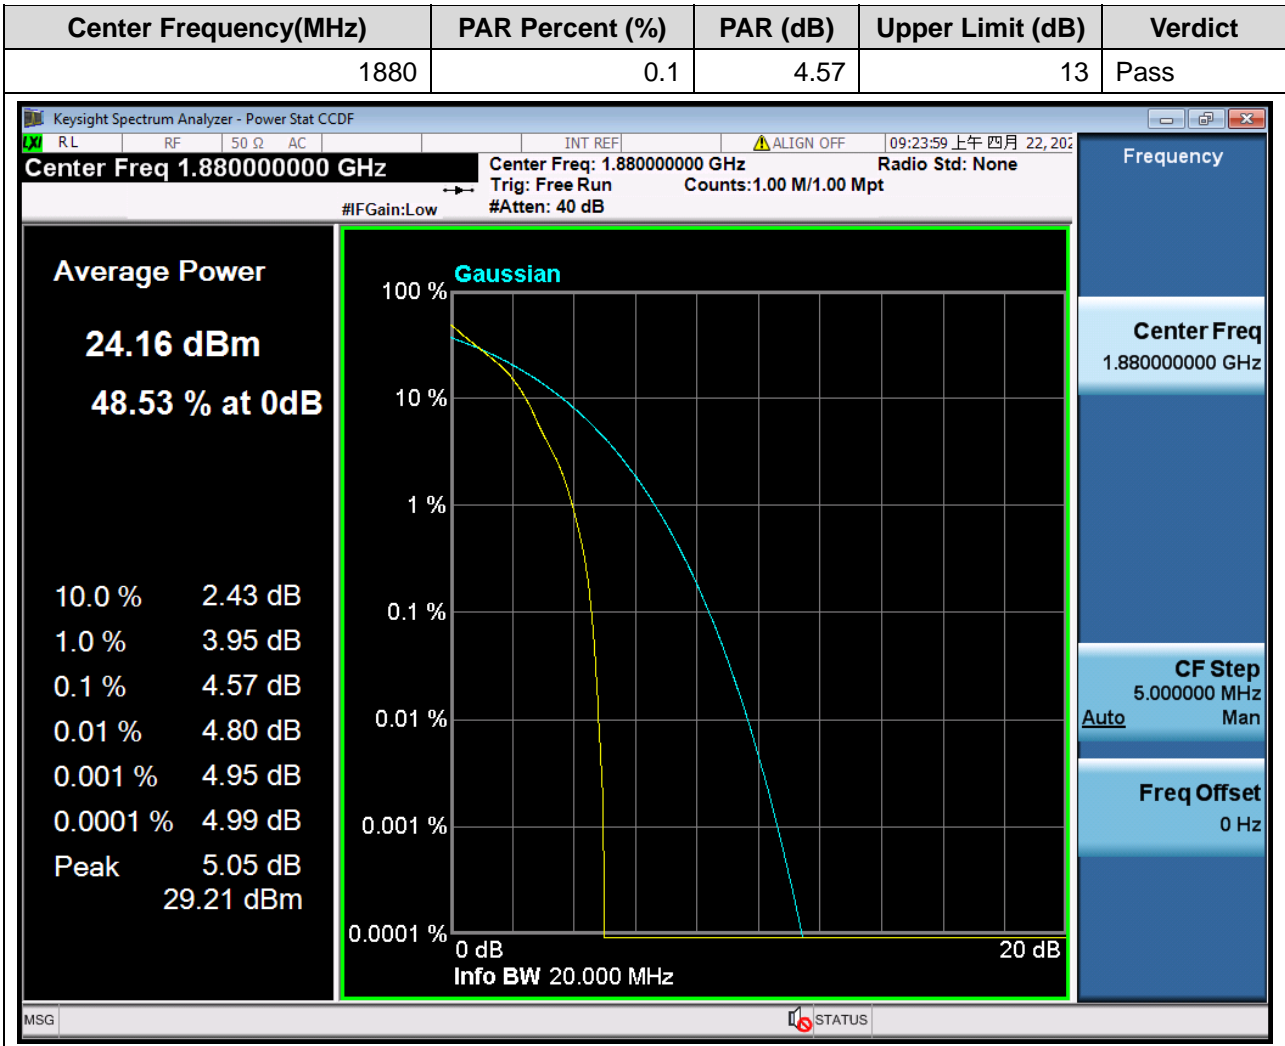 Center Frequency(MHz) PAR Percent (%) PAR (dB) Upper Limit (dB) Verdict
1880 0.1 4.57 13 Pass
Keysight Spectrum Analyzer - Power Stat CCDF
LXI RL RF 50 Ω AC INT REF ALIGN OFF 09:23:59 上午 四月 22, 202
Center Freq 1.880000000 GHz
Center Freq: 1.880000000 GHz Radio Std: None
Trig: Free Run Counts:1.00 M/1.00 Mpt
#IFGain:Low #Atten: 40 dB
Average Power
24.16 dBm
48.53 % at 0dB
10.0 % 2.43 dB
1.0 % 3.95 dB
0.1 % 4.57 dB
0.01 % 4.80 dB
0.001 % 4.95 dB
0.0001 % 4.99 dB
Peak 5.05 dB
29.21 dBm
Gaussian
100 %
10 %
1 %
0.1 %
0.01 %
0.001 %
0.0001 %
0 dB 20 dB
Info BW 20.000 MHz
Frequency
Center Freq
1.880000000 GHz
CF Step
5.000000 MHz
Auto Man
Freq Offset
0 Hz
MSG STATUS